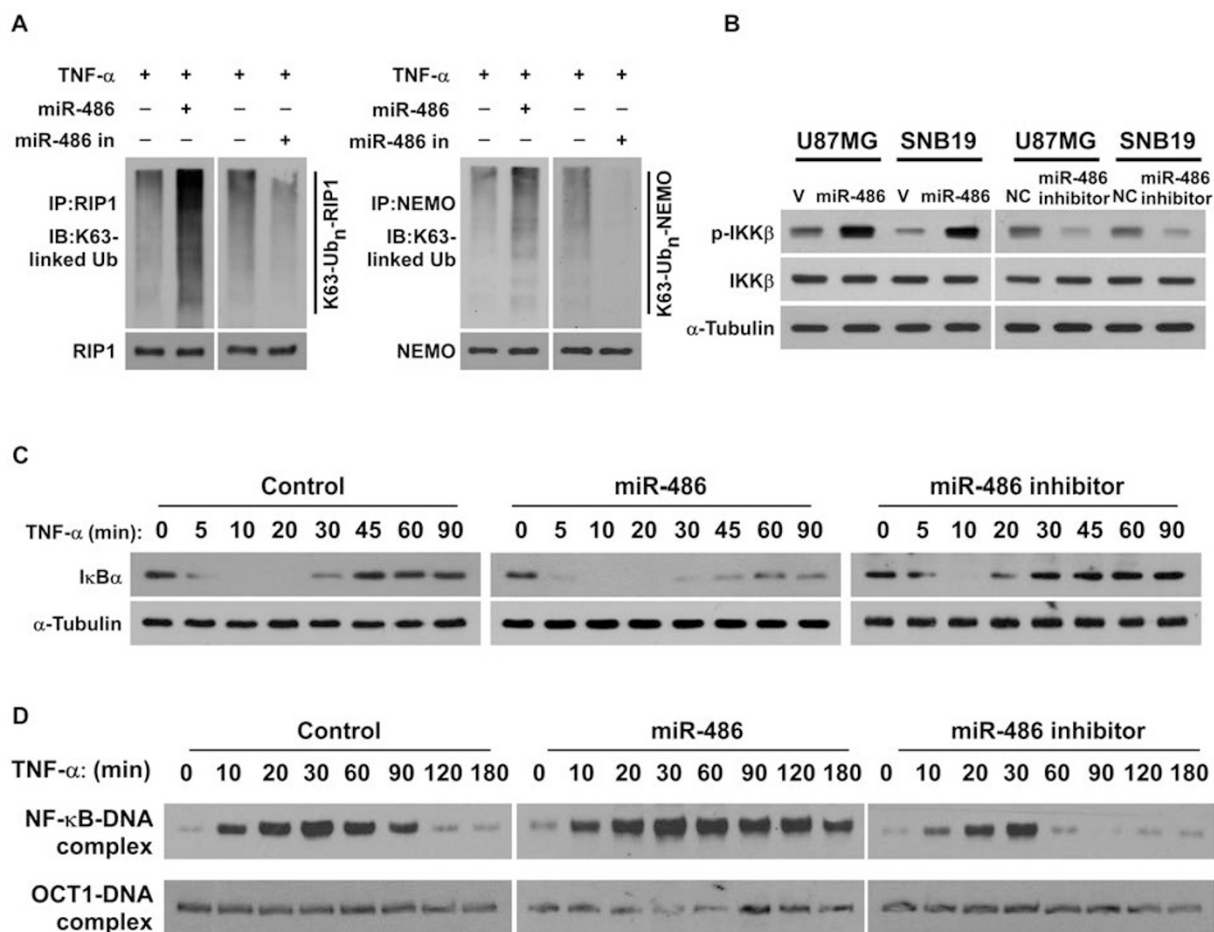 A
TNF-α + + + +
miR-486 – + – –
miR-486 in – – – +
IP:RIP1
IB:K63-
linked Ub
K63-Ubn-RIP1
RIP1
TNF-α + + + +
miR-486 – + – –
miR-486 in – – – +
IP:NEMO
IB:K63-
linked Ub
K63-Ubn-NEMO
NEMO
B
U87MG SNB19 U87MG SNB19
V miR-486 V miR-486 NC miR-486 inhibitor NC miR-486 inhibitor
p-IKKβ
IKKβ
α-Tubulin
C
Control miR-486 miR-486 inhibitor
TNF-α (min): 0 5 10 20 30 45 60 90 0 5 10 20 30 45 60 90 0 5 10 20 30 45 60 90
IκBα
α-Tubulin
D
Control miR-486 miR-486 inhibitor
TNF-α: (min) 0 10 20 30 60 90 120 180 0 10 20 30 60 90 120 180 0 10 20 30 60 90 120 180
NF-κB-DNA
complex
OCT1-DNA
complex